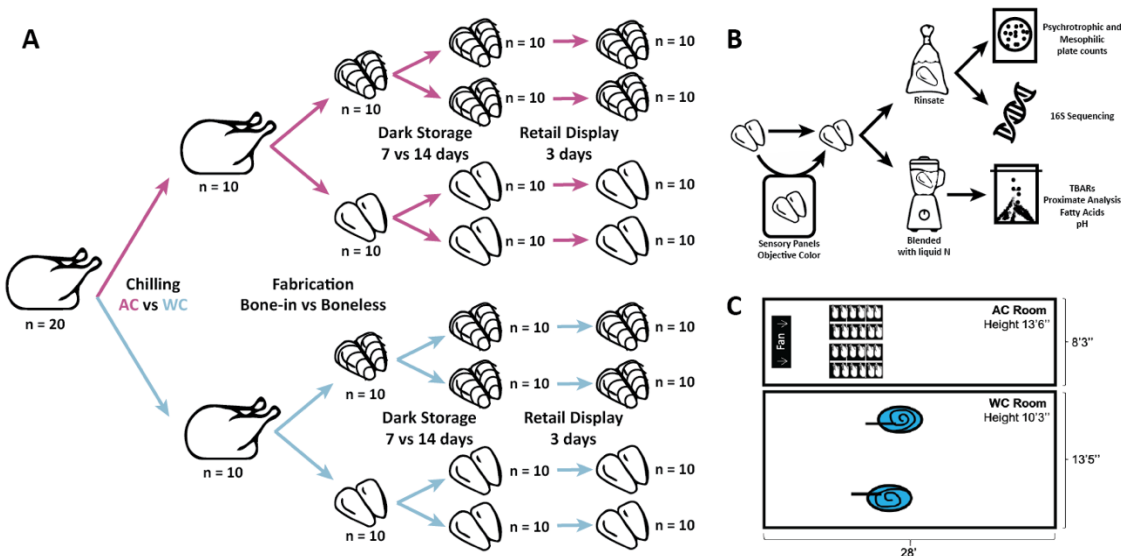 A
n = 20
Chilling
AC vs WC
n = 10
n = 10
Fabrication
Bone-in vs Boneless
n = 10
n = 10
n = 10
n = 10
Dark Storage
7 vs 14 days
Retail Display
3 days
n = 10
n = 10
n = 10
n = 10
n = 10
n = 10
n = 10
n = 10
n = 10
n = 10
Dark Storage
7 vs 14 days
Retail Display
3 days
n = 10
n = 10
n = 10
n = 10
n = 10
n = 10
B
Sensory Panels
Objective Color
Rinsate
Blended
with liquid N
Psychrotrophic and
Mesophilic
plate counts
16S Sequencing
TBARs
Proximate Analysis
Fatty Acids
pH
C
Fan
AC Room
Height 13'6"
8'3"
WC Room
Height 10'3"
13'5"
28'